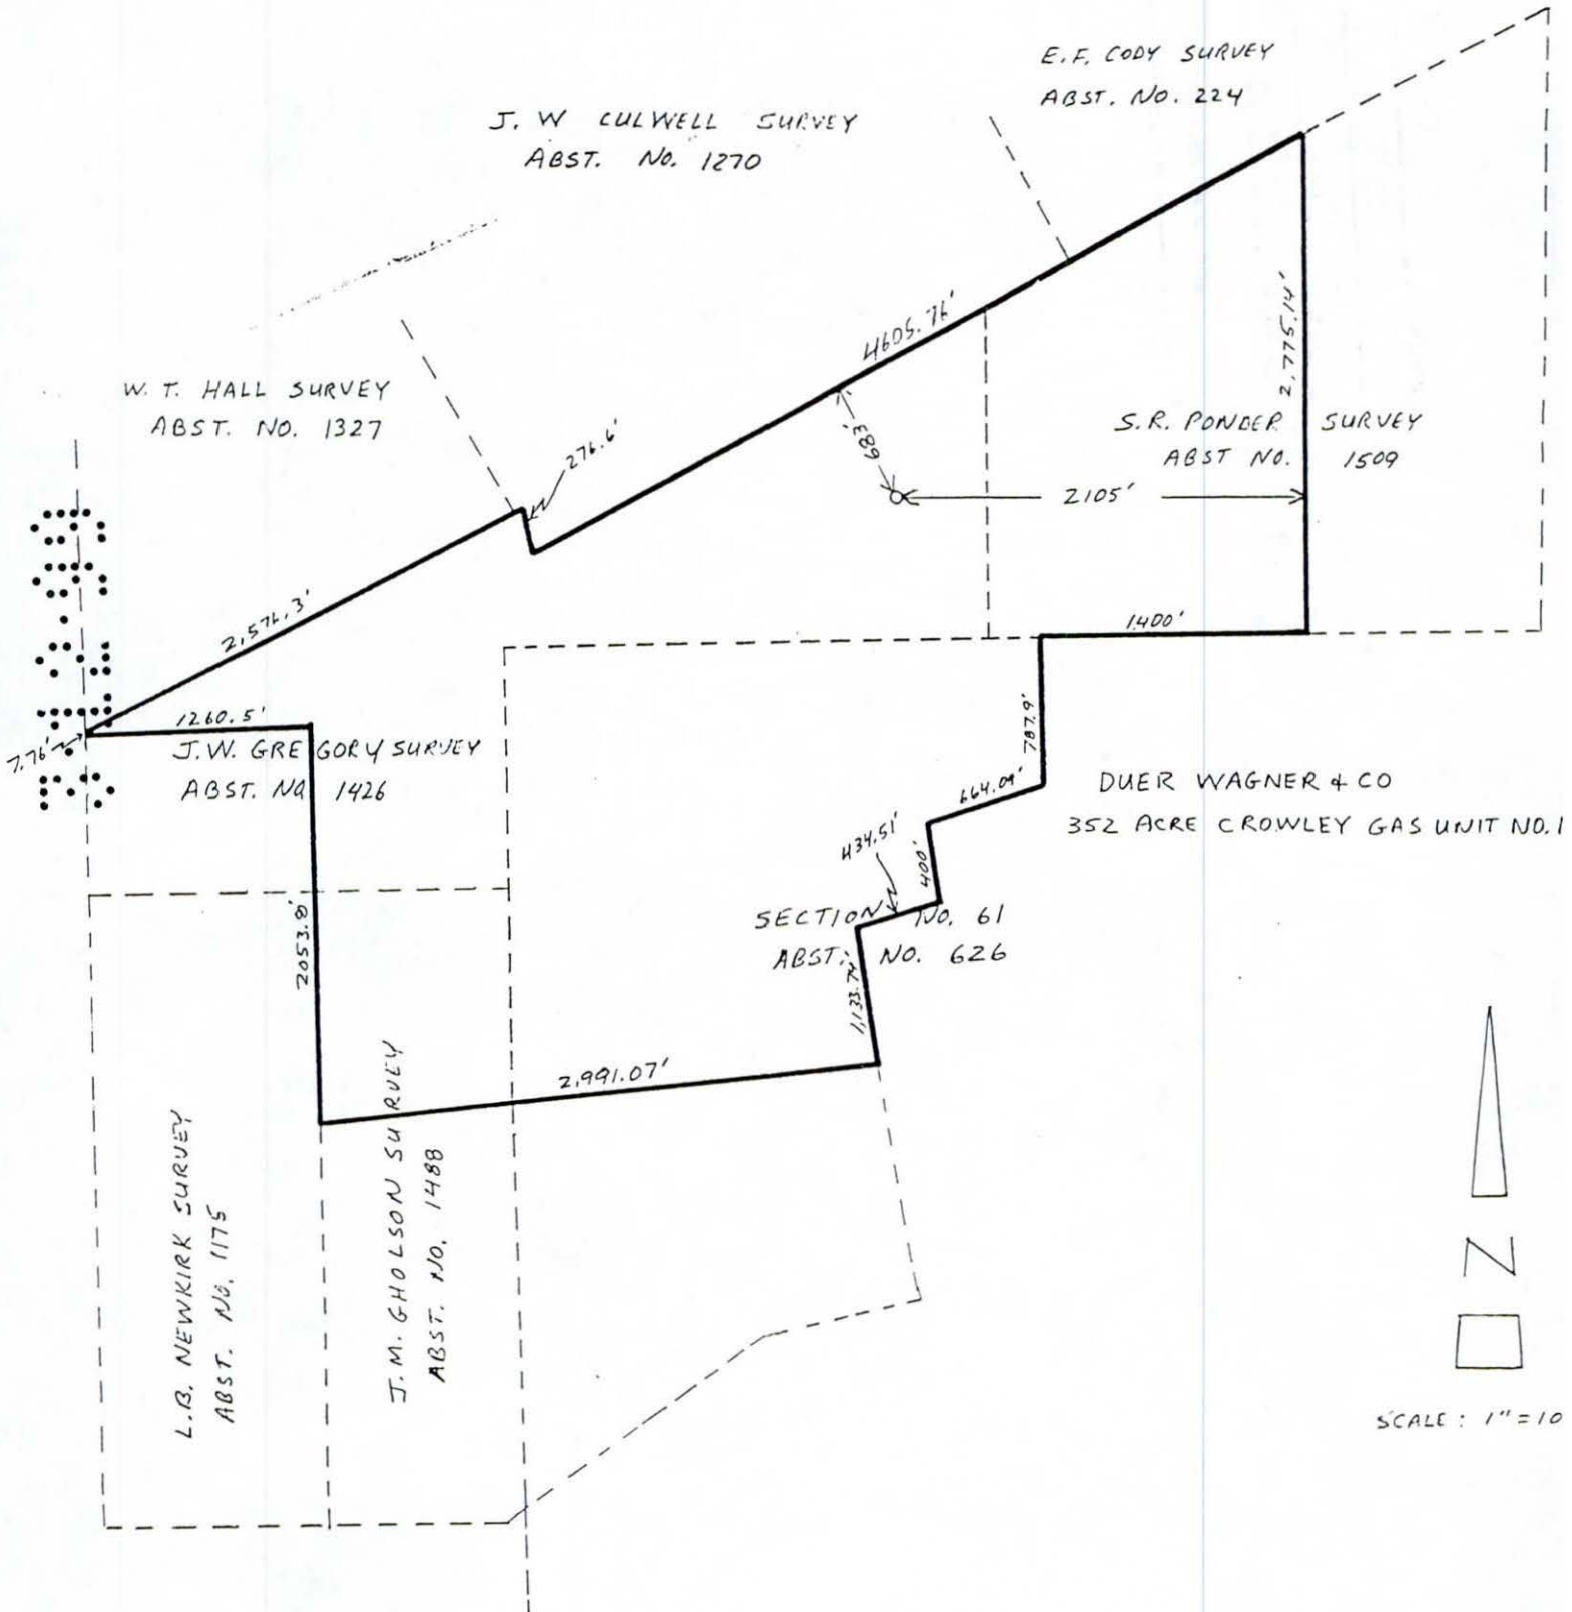 E.F. CODY SURVEY
ABST. NO. 224
J. W CULWELL SURVEY
ABST. NO. 1270
W. T. HALL SURVEY
ABST. NO. 1327
276.6'
4605.76'
2,775.14'
683'
S.R. PONDER SURVEY
ABST NO. 1509
2105'
2,576.3'
1400'
1260.5'
7.76'
J.W. GREGORY SURVEY
ABST. NO 1426
787.9'
664.09'
DUER WAGNER & CO
352 ACRE CROWLEY GAS UNIT NO. 1
434.51'
400'
2053.8'
SECTION NO. 61
ABST. NO. 626
1,133.74'
2,991.07'
L.B. NEWKIRK SURVEY
ABST. NO. 1175
J.M. GHOLSON SURVEY
ABST. NO. 1488
N
SCALE: 1"=10